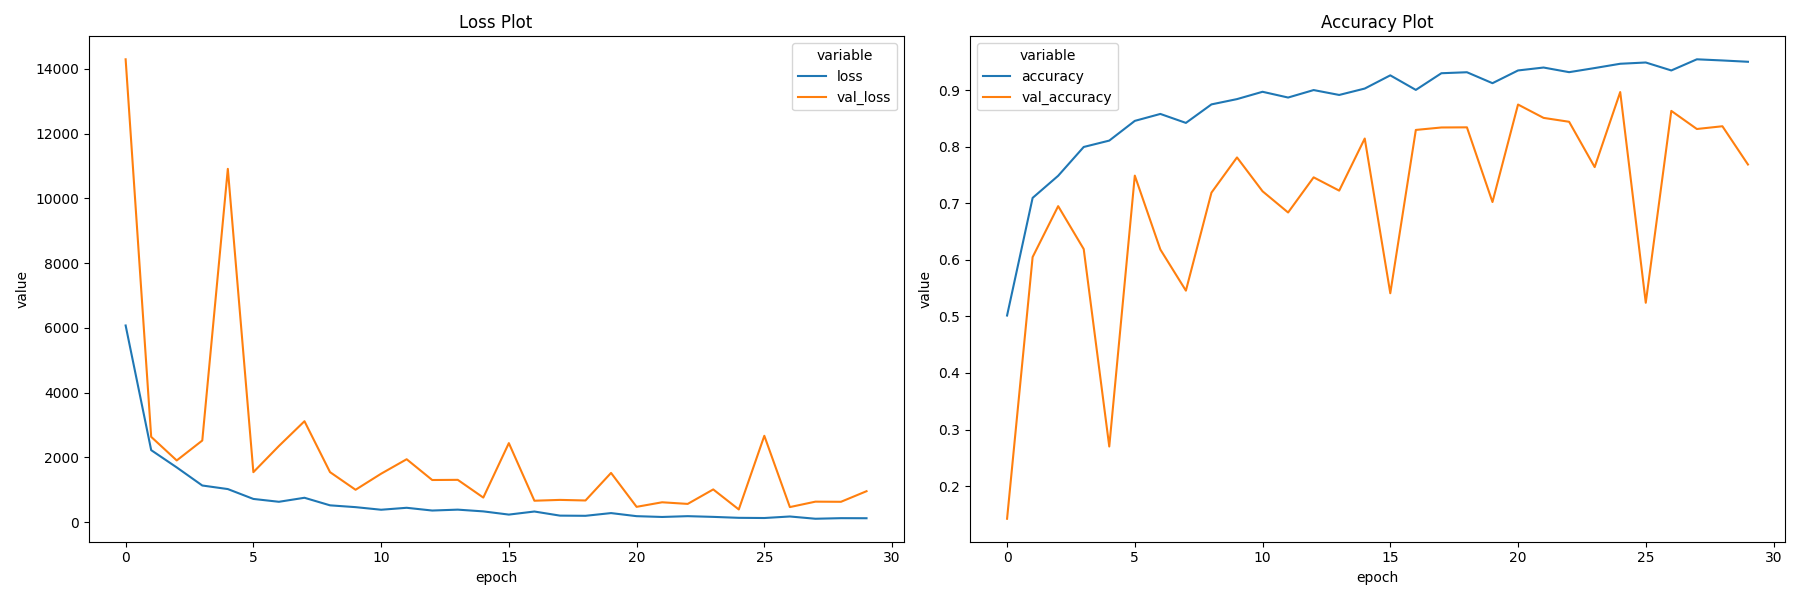 Loss Plot
variable
loss
val_loss
14000
12000
10000
8000
6000
4000
2000
0
value
0 5 10 15 20 25 30
epoch
Accuracy Plot
variable
accuracy
val_accuracy
0.9
0.8
0.7
0.6
0.5
0.4
0.3
0.2
value
0 5 10 15 20 25 30
epoch